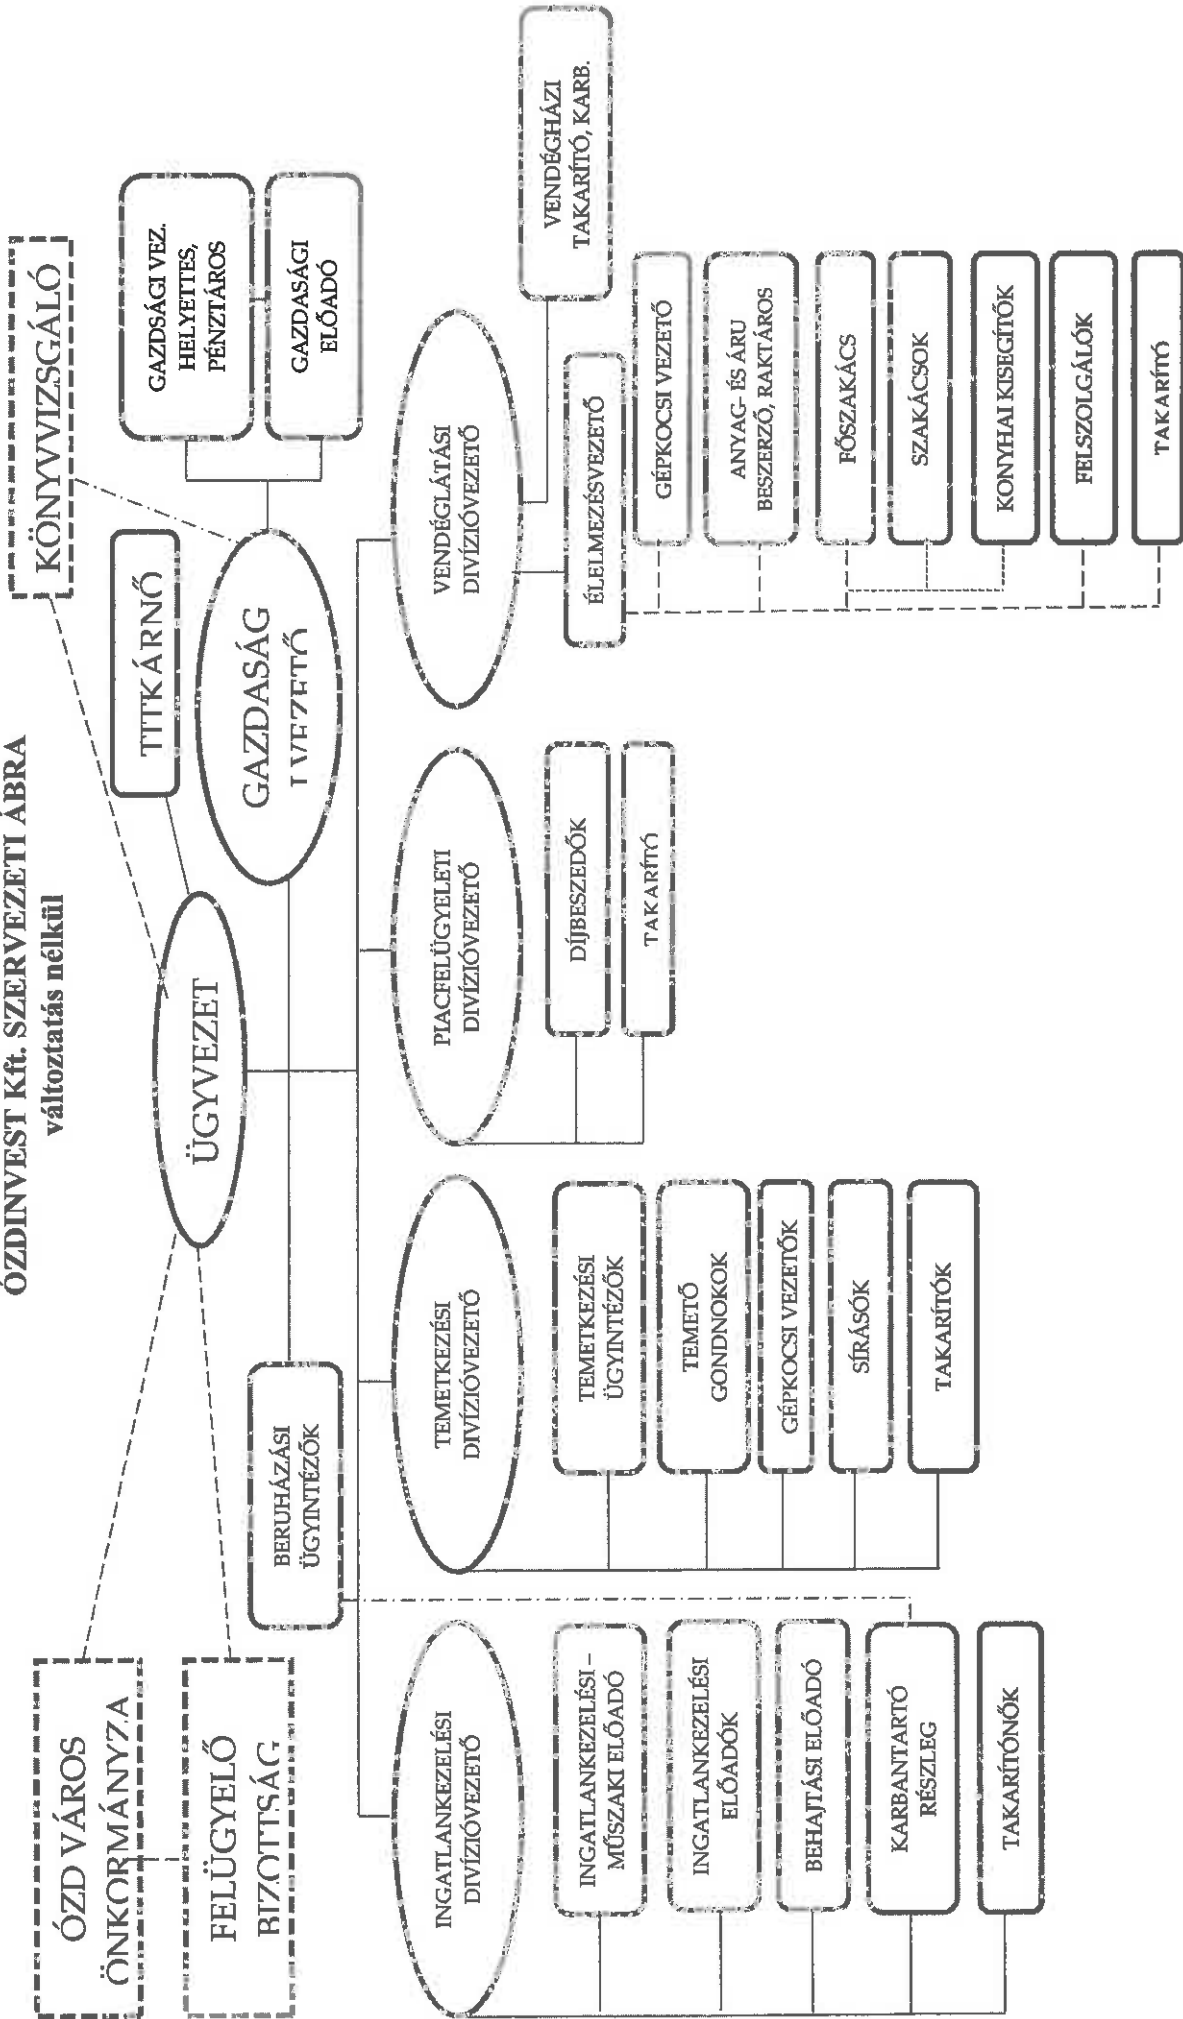 ÓZDINVEST Kft. SZERVEZETI ÁBRA
változtatás nélkül
ÓZD VÁROS
ÖNKORMÁNYZA
FELÜGYELŐ
BIZOTTSÁG
ÜGYVEZET
TITKÁRNŐ
KÖNYVVIZSGÁLÓ
BERUHÁZÁSI
ÜGYINTÉZŐK
GAZDASÁG
I VEZETŐ
GAZDSÁGI VEZ.
HELYETTES,
PÉNZTÁROS
GAZDASÁGI
ELŐADÓ
INGATLANKEZELÉSI
DIVÍZIÓVEZETŐ
INGATLANKEZELÉSI –
MŰSZAKI ELŐADÓ
INGATLANKEZELÉSI
ELŐADÓK
BEHAJTÁSI ELŐADÓ
KARBANTARTÓ
RÉSZLEG
TAKARÍTÓNŐK
TEMETKEZÉSI
DIVÍZIÓVEZETŐ
TEMETKEZÉSI
ÜGYINTÉZŐK
TEMETŐ
GONDNOKOK
GÉPKOCSI VEZETŐK
SÍRÁSÓK
TAKARÍTÓK
PIACFELÜGYELETI
DIVÍZIÓVEZETŐ
DÍJBESZEDŐK
TAKARÍTÓ
VENDÉGLÁTÁSI
DIVÍZIÓVEZETŐ
ÉLELMEZÉSVEZETŐ
VENDÉGHÁZI
TAKARÍTÓ, KARB.
GÉPKOCSI VEZETŐ
ANYAG- ÉS ÁRU
BESZERZŐ, RAKTÁROS
FŐSZAKÁCS
SZAKÁCSOK
KONYHAI KISEGÍTŐK
FELSZOLGÁLÓK
TAKARÍTÓ